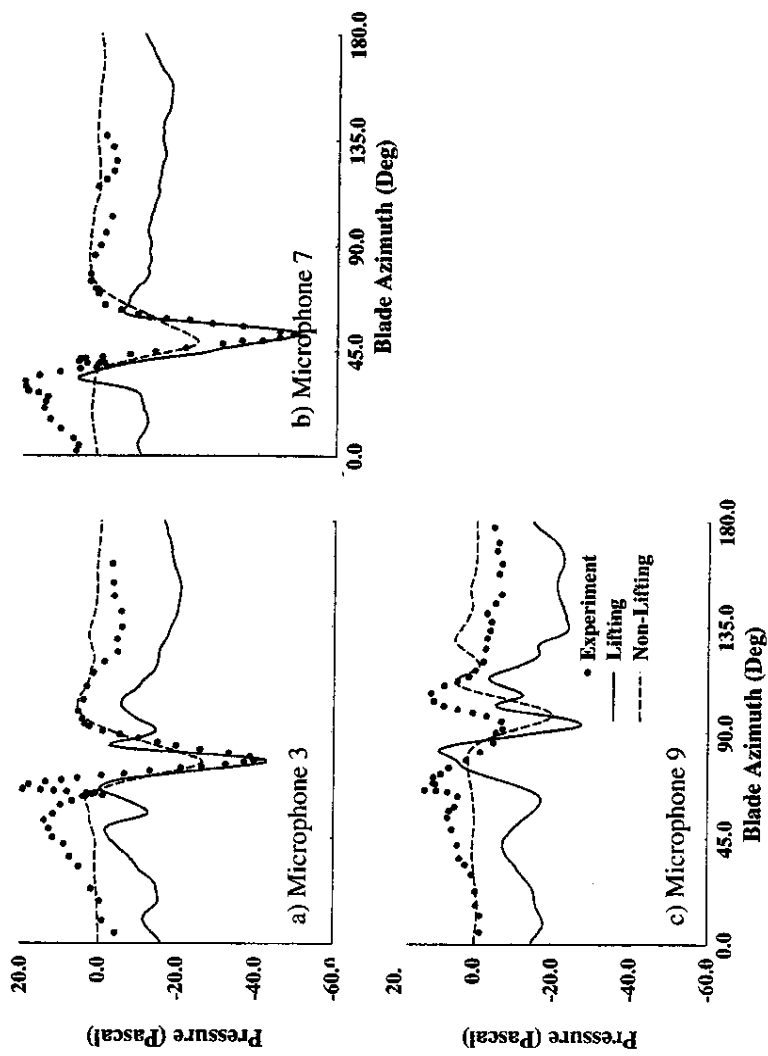 20.0
0.0
-20.0
-40.0
-60.0
Pressure (Pascal)
a) Microphone 3
b) Microphone 7
0.0
45.0
90.0
135.0
180.0
Blade Azimuth (Deg)
20.
0.0
-20.0
-40.0
-60.0
Pressure (Pascal)
c) Microphone 9
Experiment
Lifting
Non-Lifting
0.0
45.0
90.0
135.0
180.0
Blade Azimuth (Deg)